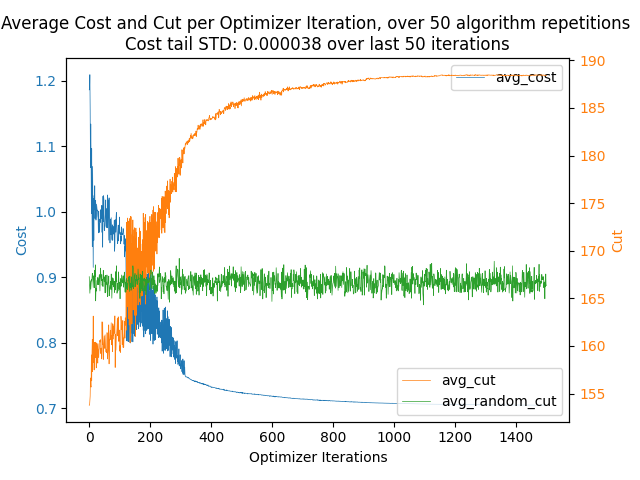 Average Cost and Cut per Optimizer Iteration, over 50 algorithm repetitions
Cost tail STD: 0.000038 over last 50 iterations
1.2
1.1
1.0
0.9
0.8
0.7
Cost
190
185
180
175
170
165
160
155
Cut
avg_cost
avg_cut
avg_random_cut
0
200
400
600
800
1000
1200
1400
Optimizer Iterations